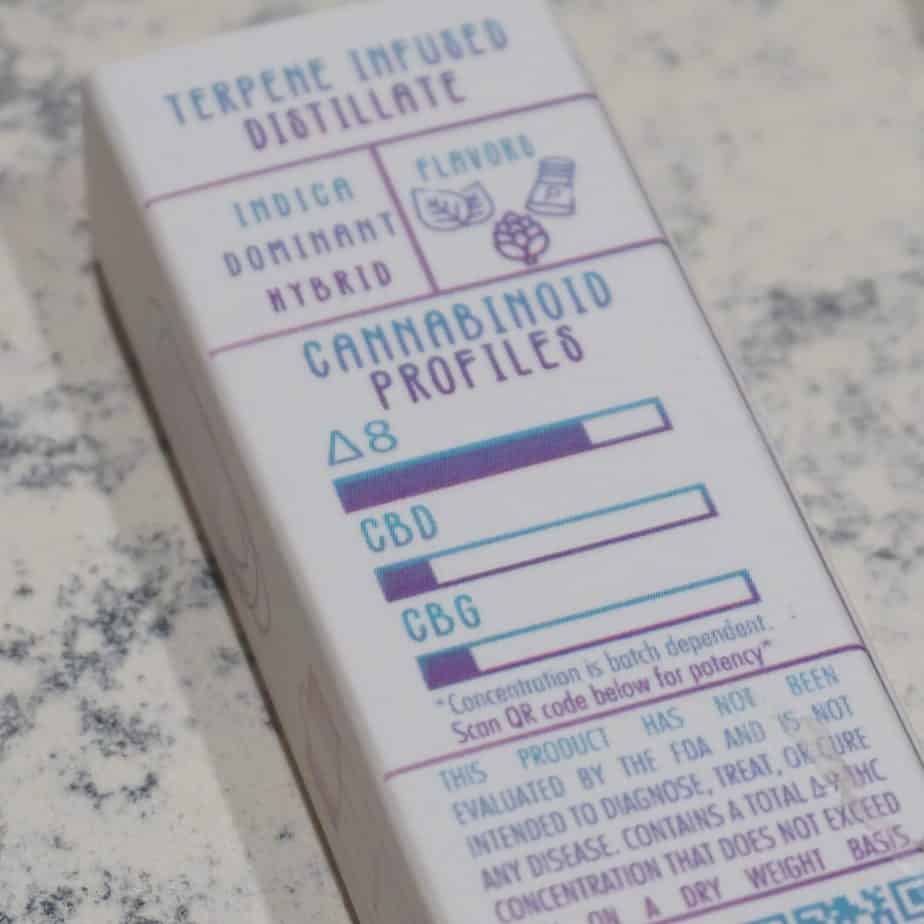 TERPENE INFUSED
DISTILLATE
INDICA
DOMINANT
HYBRID
FLAVORS
P
CANNABINOID
PROFILES
Δ8
CBD
CBG
*Concentration is batch dependent.
Scan QR code below for potency*
THIS PRODUCT HAS NOT BEEN
EVALUATED BY THE FDA AND IS NOT
INTENDED TO DIAGNOSE, TREAT, OR CURE
ANY DISEASE. CONTAINS A TOTAL Δ-9 THC
CONCENTRATION THAT DOES NOT EXCEED
ON A DRY WEIGHT BASIS.